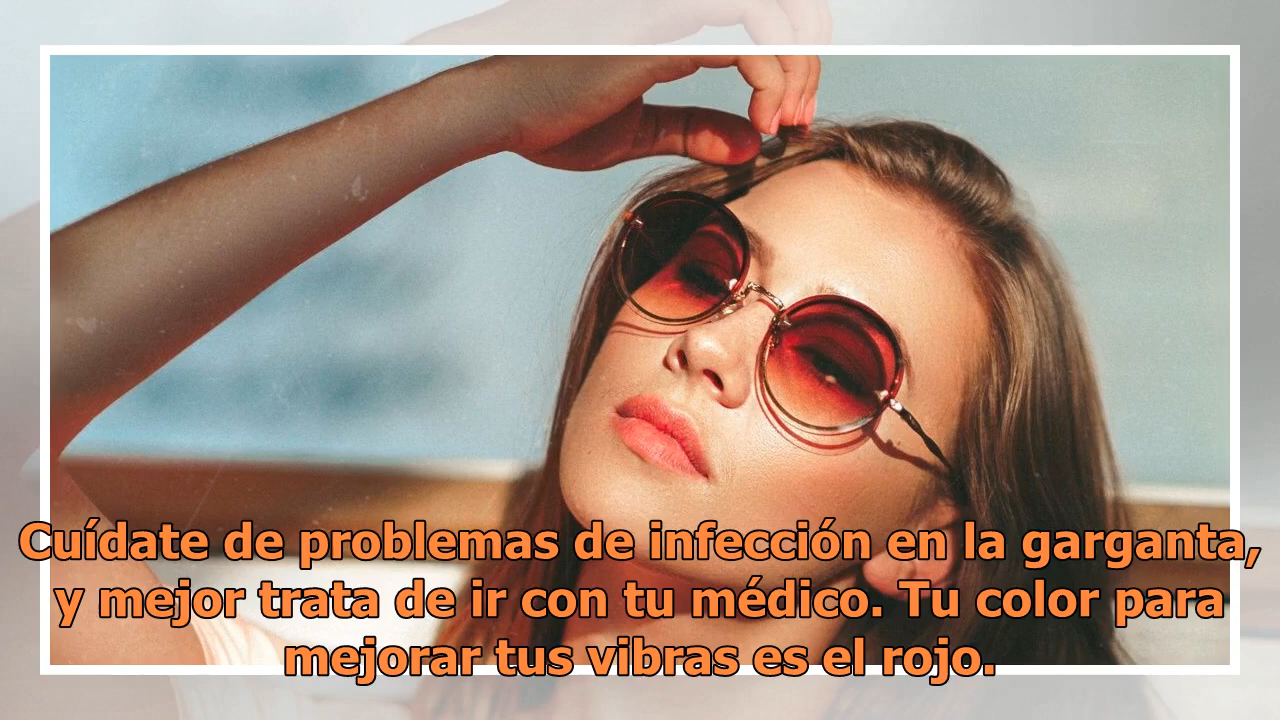 Cuídate de problemas de infección en la garganta,
y mejor trata de ir con tu médico. Tu color para
mejorar tus vibras es el rojo.